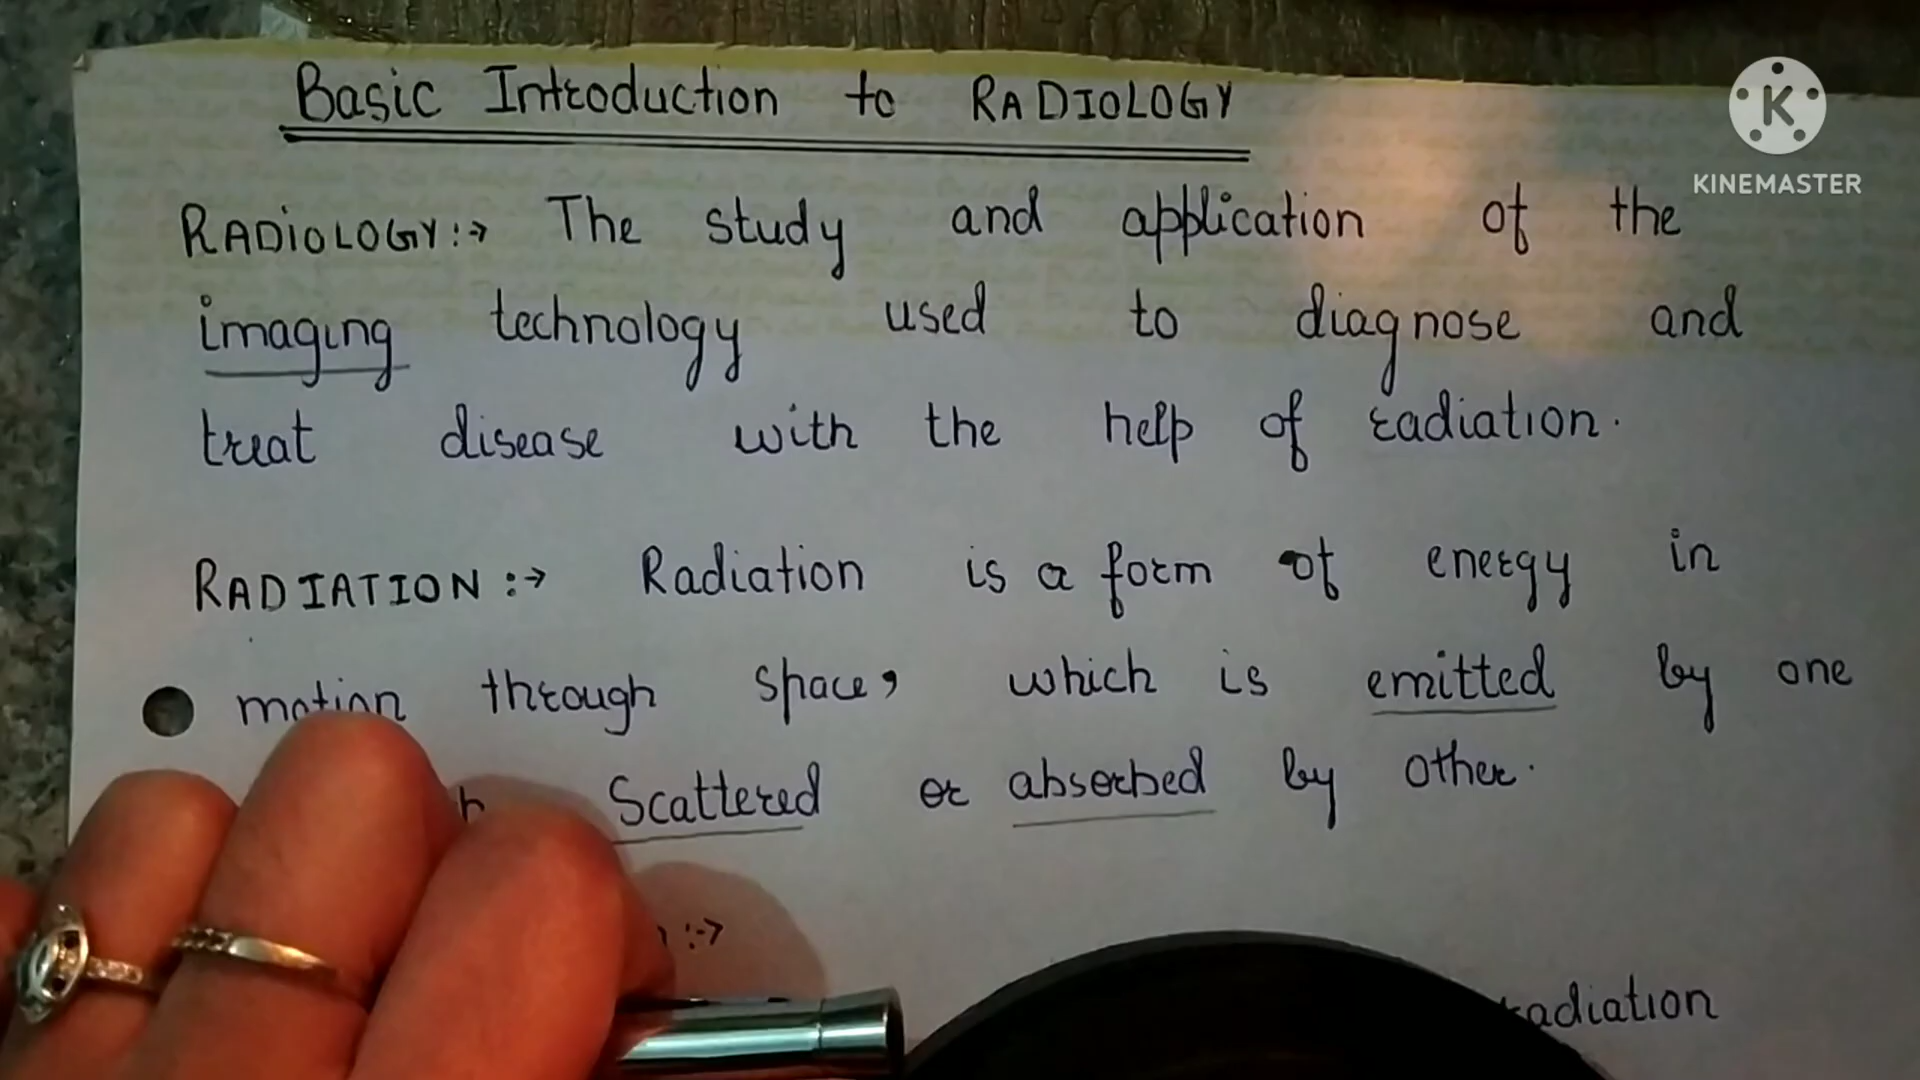 Basic Introduction to RADIOLOGY
KINEMASTER
RADIOLOGY:→ The study and application of the
imaging technology used to diagnose and
treat disease with the help of radiation.
RADIATION :→ Radiation is a form of energy in
motion through space, which is emitted by one
Scattered or absorbed by other.
:→
radiation